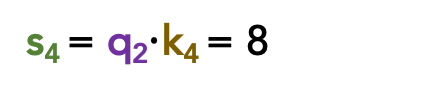 s₄ = q₂·k₄ = 8